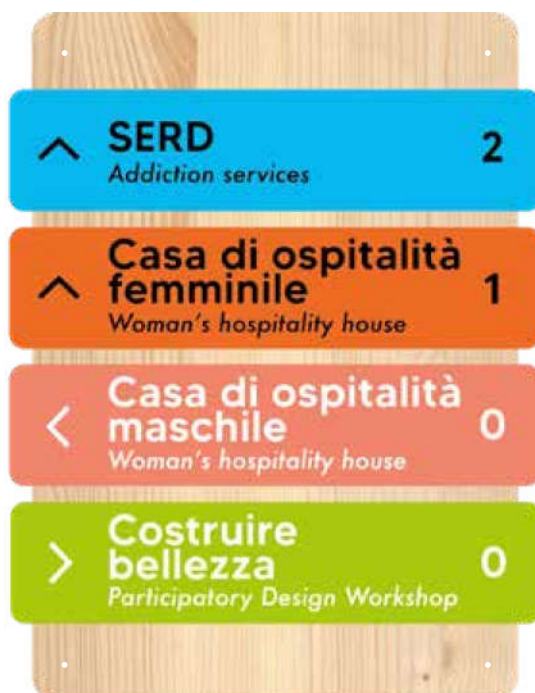 SERD
2
Addiction services
Casa di ospitalità
femminile
1
Woman's hospitality house
Casa di ospitalità
maschile
0
Woman's hospitality house
Costruire
bellezza
0
Participatory Design Workshop